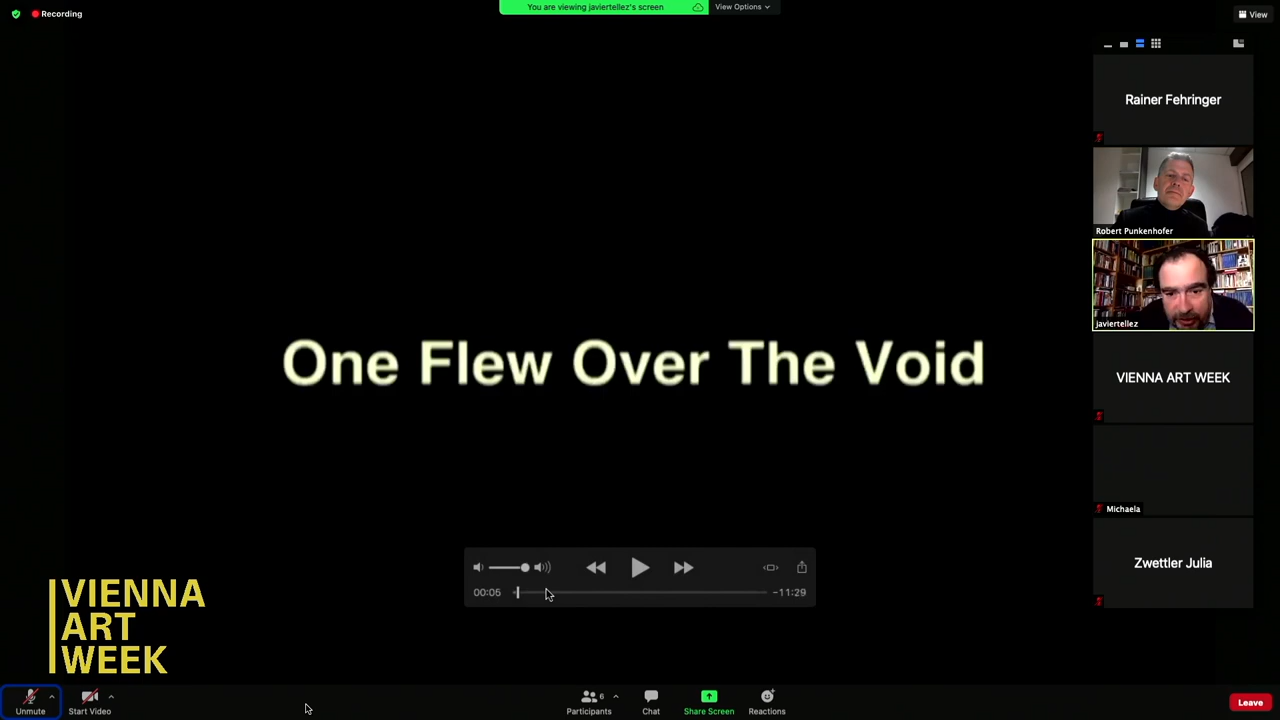 Recording
You are viewing javiertellez's screen
View Options
View
Rainer Fehringer
Robert Punkenhofer
Javiertellez
One Flew Over The Void
VIENNA ART WEEK
Michaela
Zwettler Julia
00:05
-11:29
VIENNA
ART
WEEK
Unmute
Start Video
6
Participants
Chat
Share Screen
Reactions
Leave